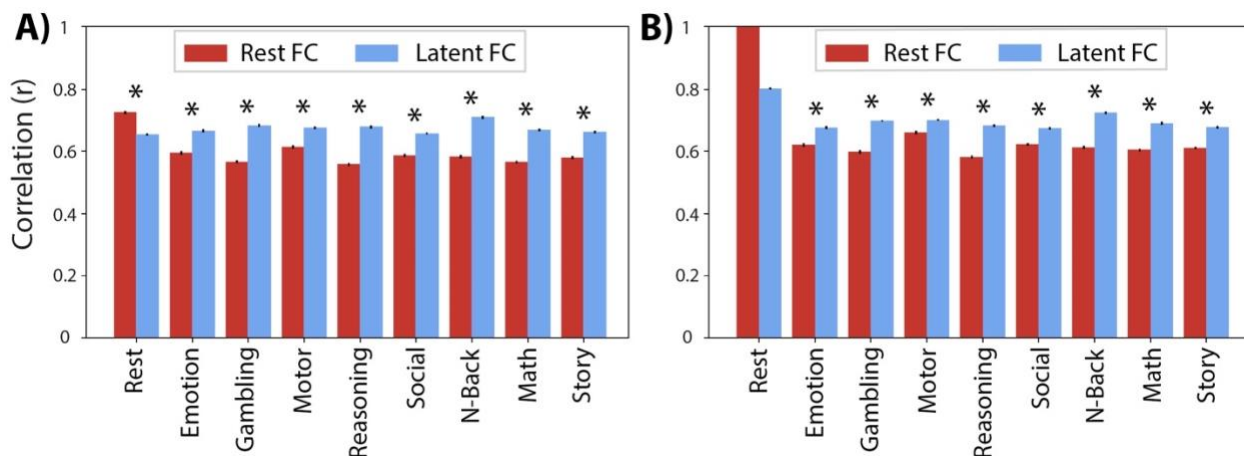 A)
Correlation (r)
1
0.8
0.6
0.4
0.2
0
Rest FC Latent FC
* * * * * * * * *
Rest
Emotion
Gambling
Motor
Reasoning
Social
N-Back
Math
Story
B)
1
0.8
0.6
0.4
0.2
0
Rest FC Latent FC
* * * * * * * *
Rest
Emotion
Gambling
Motor
Reasoning
Social
N-Back
Math
Story